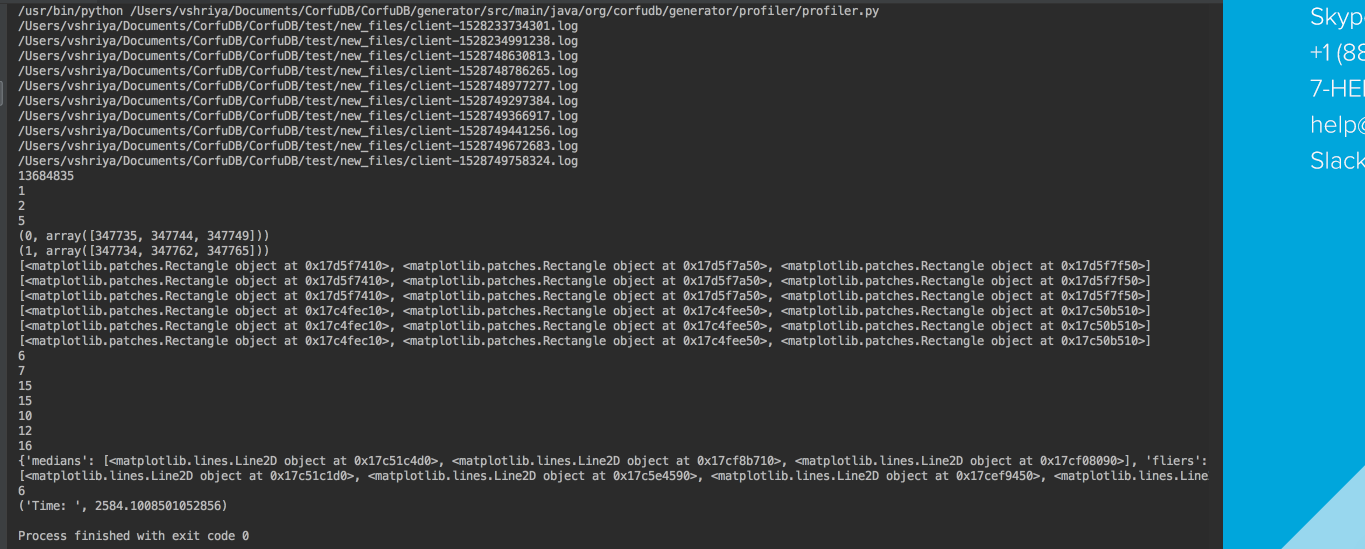 /usr/bin/python /Users/vshriya/Documents/CorfuDB/CorfuDB/generator/src/main/java/org/corfudb/generator/profiler/profiler.py
/Users/vshriya/Documents/CorfuDB/CorfuDB/test/new_files/client-1528233734301.log
/Users/vshriya/Documents/CorfuDB/CorfuDB/test/new_files/client-1528234991238.log
/Users/vshriya/Documents/CorfuDB/CorfuDB/test/new_files/client-1528748630813.log
/Users/vshriya/Documents/CorfuDB/CorfuDB/test/new_files/client-1528748786265.log
/Users/vshriya/Documents/CorfuDB/CorfuDB/test/new_files/client-1528748977277.log
/Users/vshriya/Documents/CorfuDB/CorfuDB/test/new_files/client-1528749297384.log
/Users/vshriya/Documents/CorfuDB/CorfuDB/test/new_files/client-1528749366917.log
/Users/vshriya/Documents/CorfuDB/CorfuDB/test/new_files/client-1528749441256.log
/Users/vshriya/Documents/CorfuDB/CorfuDB/test/new_files/client-1528749672683.log
/Users/vshriya/Documents/CorfuDB/CorfuDB/test/new_files/client-1528749758324.log
13684835
1
2
5
(0, array([347735, 347744, 347749]))
(1, array([347734, 347762, 347765]))
[<matplotlib.patches.Rectangle object at 0x17d5f7410>, <matplotlib.patches.Rectangle object at 0x17d5f7a50>, <matplotlib.patches.Rectangle object at 0x17d5f7f50>]
[<matplotlib.patches.Rectangle object at 0x17d5f7410>, <matplotlib.patches.Rectangle object at 0x17d5f7a50>, <matplotlib.patches.Rectangle object at 0x17d5f7f50>]
[<matplotlib.patches.Rectangle object at 0x17d5f7410>, <matplotlib.patches.Rectangle object at 0x17d5f7a50>, <matplotlib.patches.Rectangle object at 0x17d5f7f50>]
[<matplotlib.patches.Rectangle object at 0x17c4fec10>, <matplotlib.patches.Rectangle object at 0x17c4fee50>, <matplotlib.patches.Rectangle object at 0x17c50b510>]
[<matplotlib.patches.Rectangle object at 0x17c4fec10>, <matplotlib.patches.Rectangle object at 0x17c4fee50>, <matplotlib.patches.Rectangle object at 0x17c50b510>]
[<matplotlib.patches.Rectangle object at 0x17c4fec10>, <matplotlib.patches.Rectangle object at 0x17c4fee50>, <matplotlib.patches.Rectangle object at 0x17c50b510>]
6
7
15
15
10
12
16
{'medians': [<matplotlib.lines.Line2D object at 0x17c51c4d0>, <matplotlib.lines.Line2D object at 0x17cf8b710>, <matplotlib.lines.Line2D object at 0x17cf08090>], 'fliers':
[<matplotlib.lines.Line2D object at 0x17c51c1d0>, <matplotlib.lines.Line2D object at 0x17c5e4590>, <matplotlib.lines.Line2D object at 0x17cef9450>, <matplotlib.lines.Line
6
('Time: ', 2584.1008501052856)
Process finished with exit code 0
Skyp
+1 (88
7-HE
help@
Slack